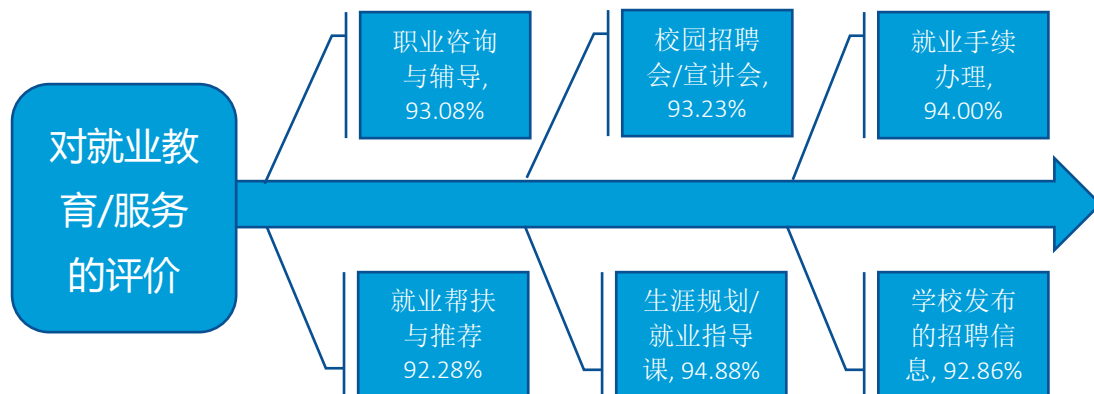 对就业教
育/服务
的评价
职业咨询
与辅导,
93.08%
校园招聘
会/宣讲会,
93.23%
就业手续
办理,
94.00%
就业帮扶
与推荐
92.28%
生涯规划/
就业指导
课, 94.88%
学校发布
的招聘信
息, 92.86%